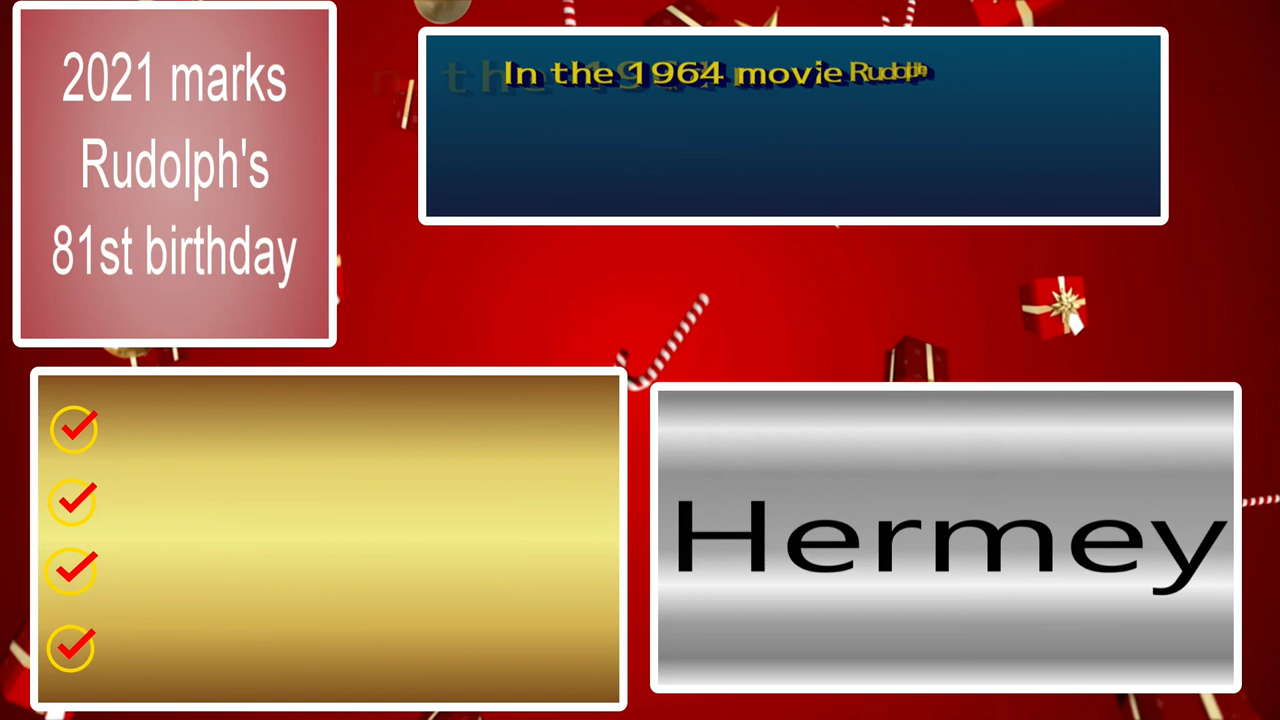 2021 marks
Rudolph's
81st birthday
In the 1964 movie Rudolph
Hermey